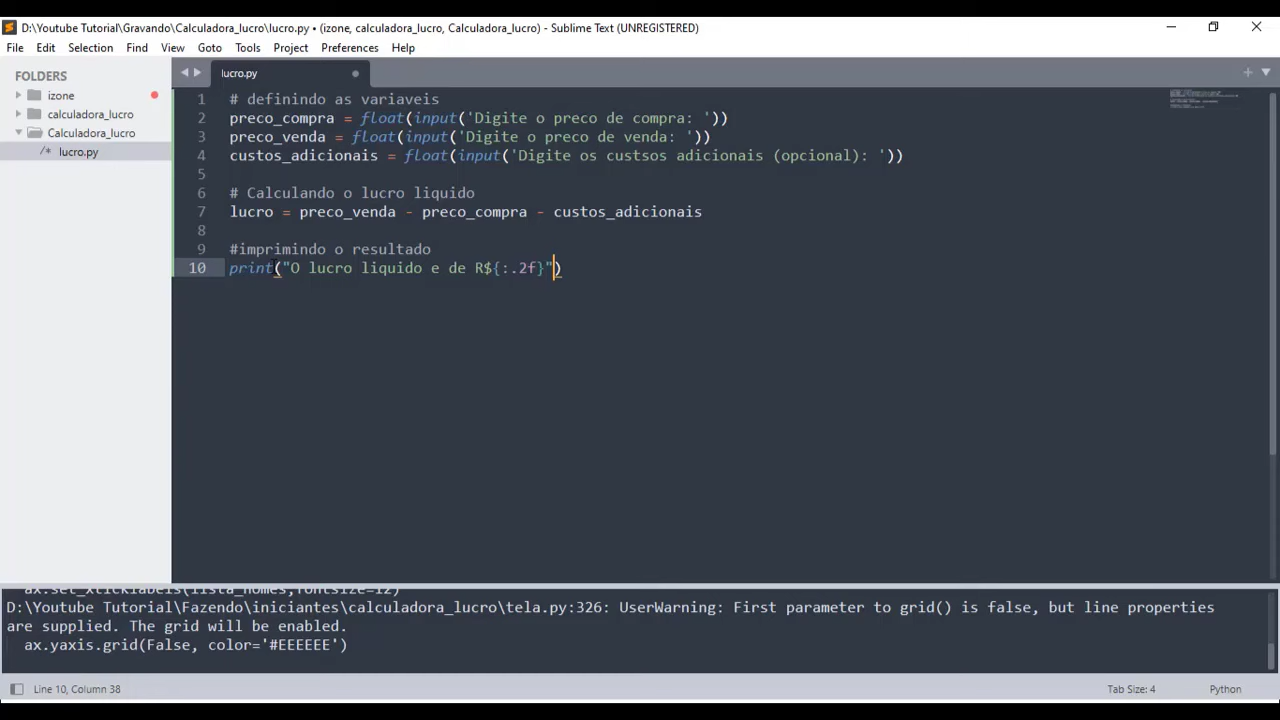 D:\Youtube Tutorial\Gravando\Calculadora_lucro\lucro.py • (izone, calculadora_lucro, Calculadora_lucro) - Sublime Text (UNREGISTERED)
File Edit Selection Find View Goto Tools Project Preferences Help
FOLDERS
izone
calculadora_lucro
Calculadora_lucro
/* lucro.py
lucro.py
1 # definindo as variaveis
2 preco_compra = float(input('Digite o preco de compra: '))
3 preco_venda = float(input('Digite o preco de venda: '))
4 custos_adicionais = float(input('Digite os custsos adicionais (opcional): '))
5
6 # Calculando o lucro liquido
7 lucro = preco_venda - preco_compra - custos_adicionais
8
9 #imprimindo o resultado
10 print("O lucro liquido e de R${:.2f}")
ax.set_xticklabels(lista_nomes,fontsize=12)
D:\Youtube Tutorial\Fazendo\iniciantes\calculadora_lucro\tela.py:326: UserWarning: First parameter to grid() is false, but line properties
are supplied. The grid will be enabled.
ax.yaxis.grid(False, color='#EEEEEE')
Line 10, Column 38
Tab Size: 4
Python